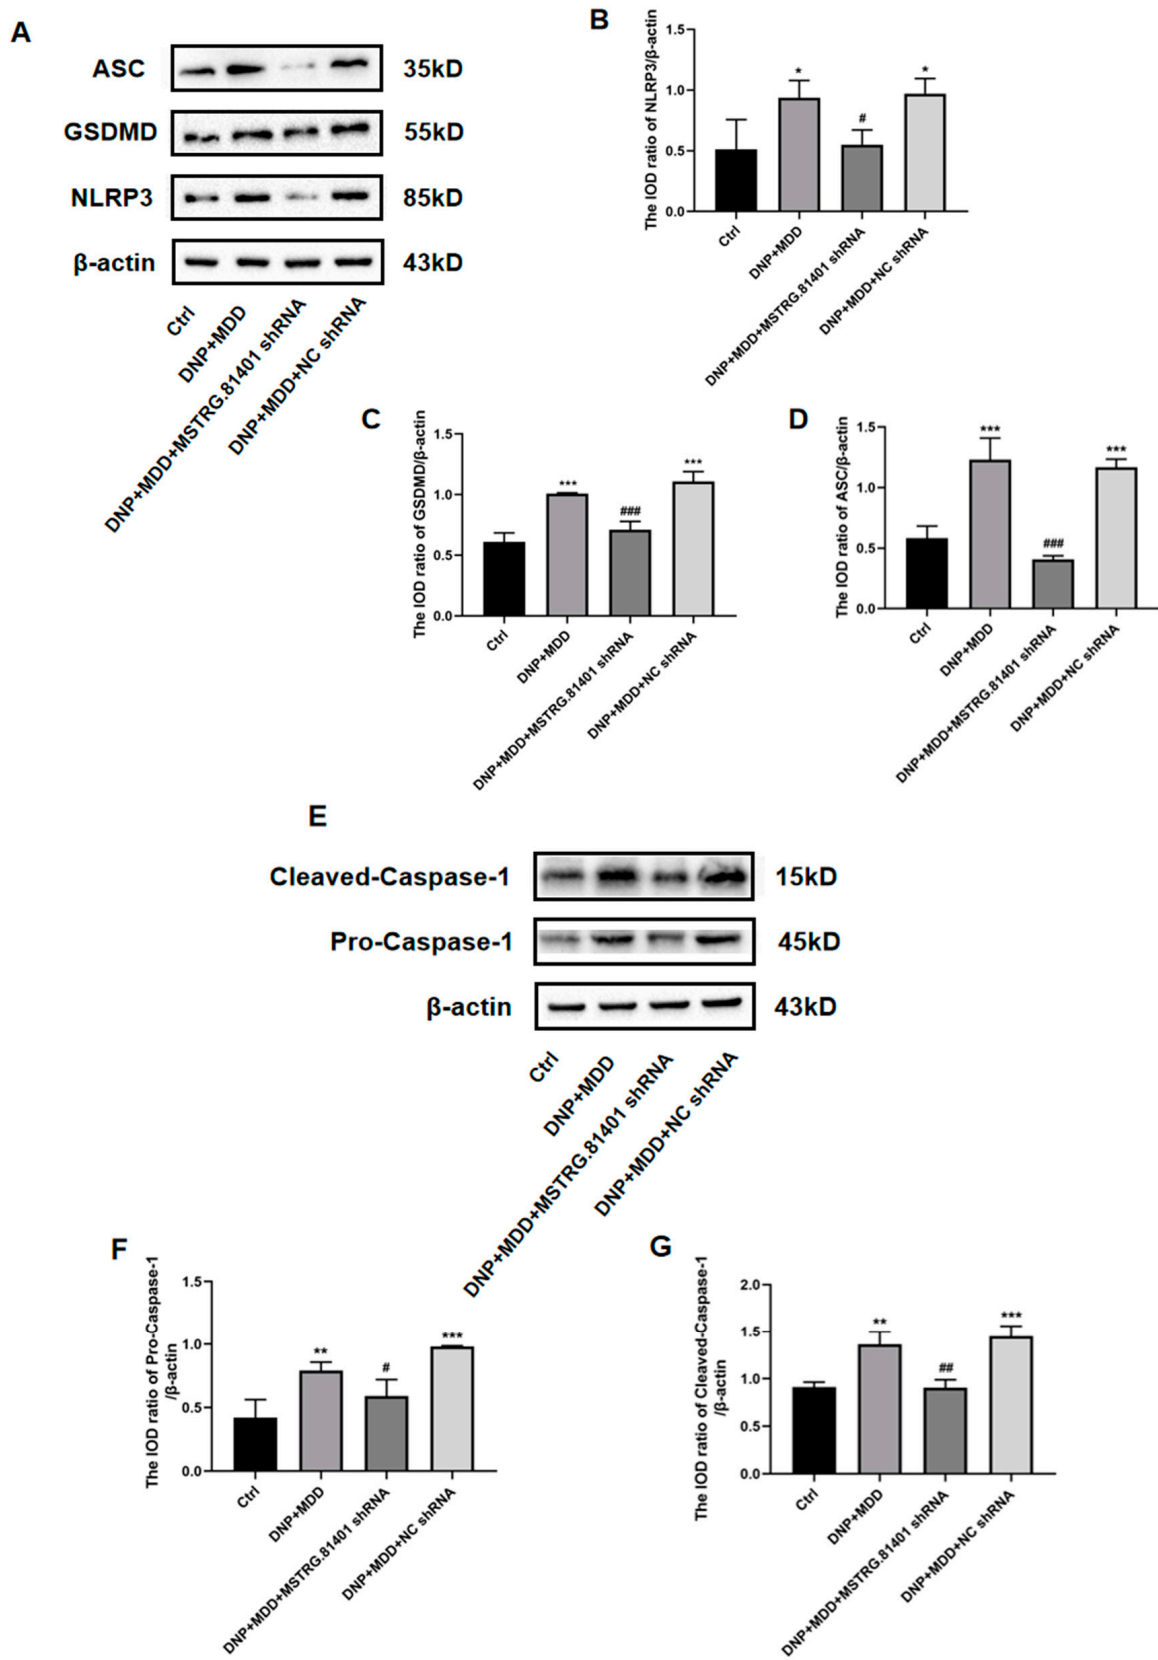 A
ASC 35kD
GSDMD 55kD
NLRP3 85kD
β-actin 43kD
Ctrl
DNP+MDD
DNP+MDD+MSTRG.81401 shRNA
DNP+MDD+NC shRNA
B
The IOD ratio of NLRP3/β-actin
1.5
1.0
0.5
0.0
*
#
*
Ctrl
DNP+MDD
DNP+MDD+MSTRG.81401 shRNA
DNP+MDD+NC shRNA
C
The IOD ratio of GSDMD/β-actin
1.5
1.0
0.5
0.0
***
###
***
Ctrl
DNP+MDD
DNP+MDD+MSTRG.81401 shRNA
DNP+MDD+NC shRNA
D
The IOD ratio of ASC/β-actin
1.5
1.0
0.5
0.0
***
###
***
Ctrl
DNP+MDD
DNP+MDD+MSTRG.81401 shRNA
DNP+MDD+NC shRNA
E
Cleaved-Caspase-1 15kD
Pro-Caspase-1 45kD
β-actin 43kD
Ctrl
DNP+MDD
DNP+MDD+MSTRG.81401 shRNA
DNP+MDD+NC shRNA
F
The IOD ratio of Pro-Caspase-1
/β-actin
1.5
1.0
0.5
0.0
**
#
***
Ctrl
DNP+MDD
DNP+MDD+MSTRG.81401 shRNA
DNP+MDD+NC shRNA
G
The IOD ratio of Cleaved-Caspase-1
/β-actin
2.0
1.5
1.0
0.5
0.0
**
##
***
Ctrl
DNP+MDD
DNP+MDD+MSTRG.81401 shRNA
DNP+MDD+NC shRNA